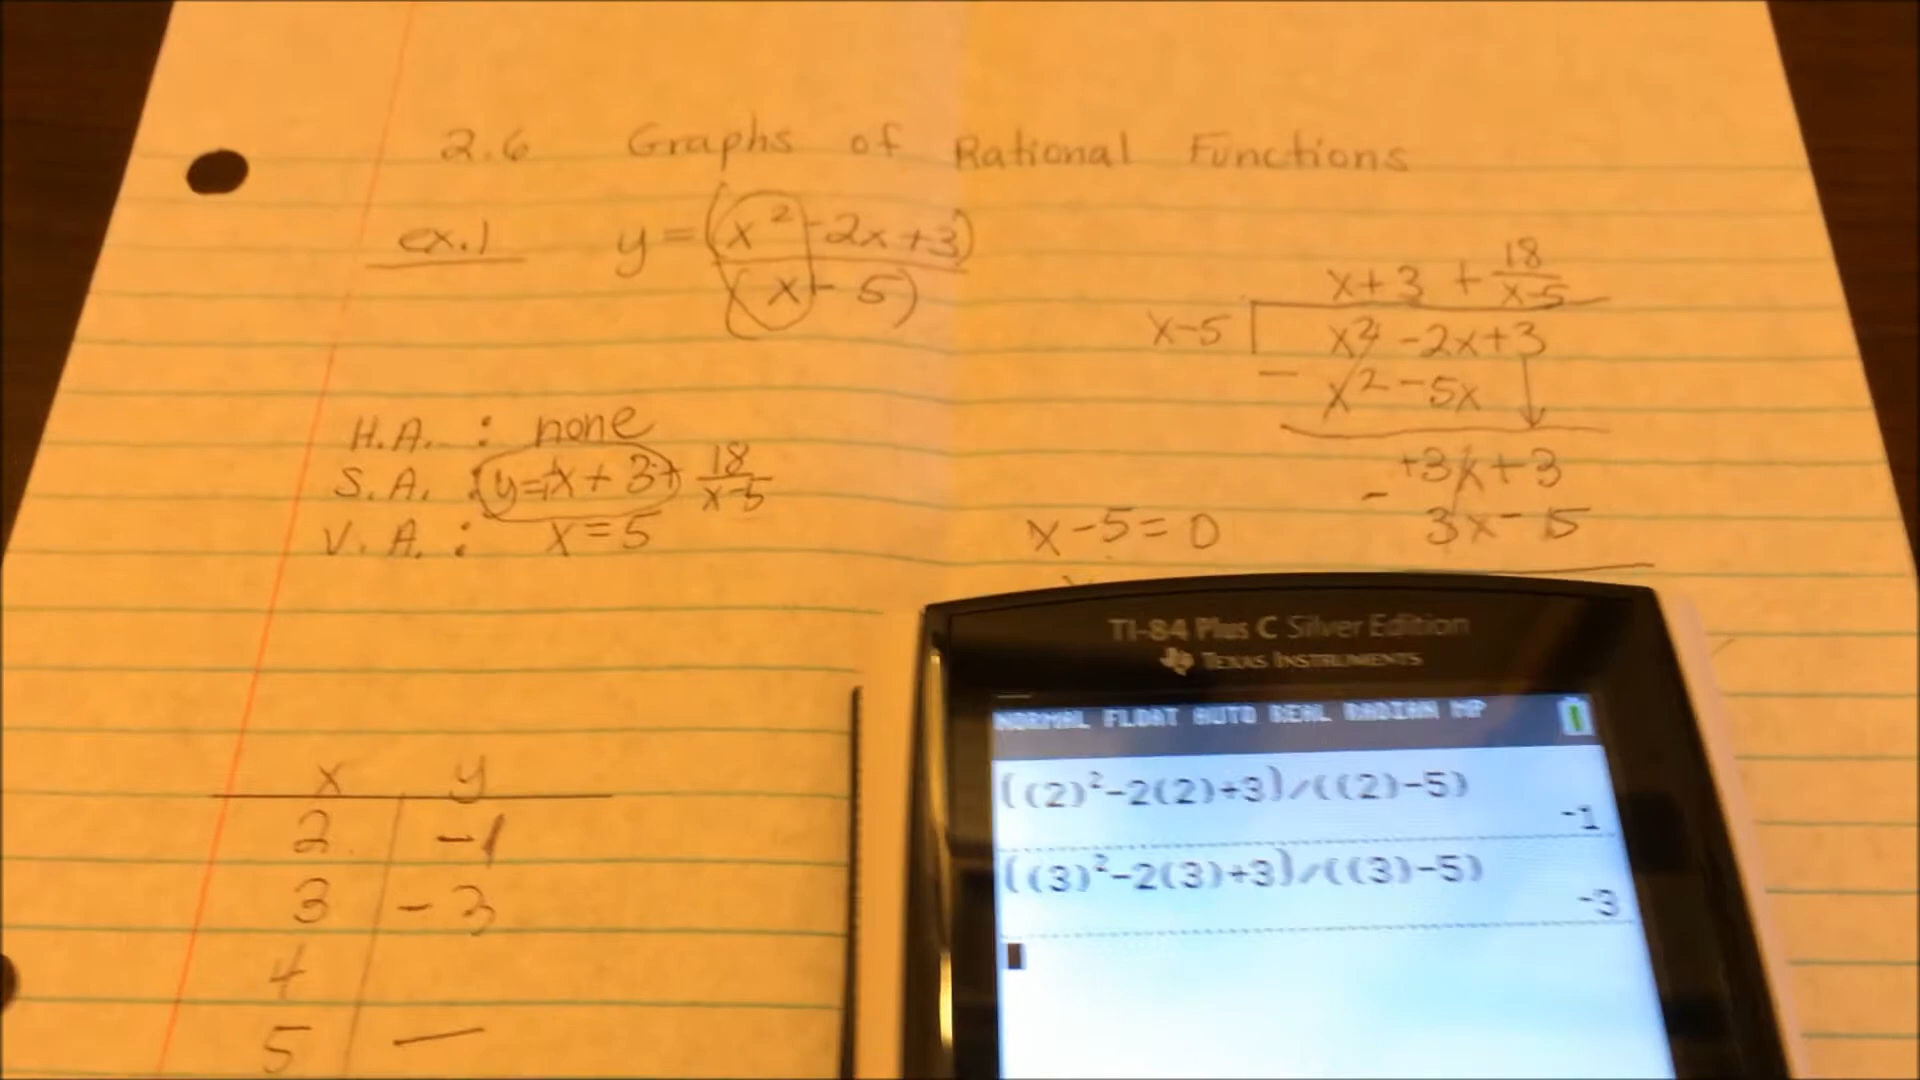 2.6 Graphs of Rational Functions
ex.1 y = (x² - 2x + 3) / (x - 5)
x + 3 + 18/(x-5)
x-5 | x² - 2x + 3
- x² - 5x
+3x + 3
- 3x - 15
H.A. : none
S.A. : y = x + 3 + 18/(x-5)
V.A. : x = 5
x - 5 = 0
x y
2 -1
3 -3
4
5 —
TI-84 Plus C Silver Edition
TEXAS INSTRUMENTS
NORMAL FLOAT AUTO REAL RADIAN MP
((2)²-2(2)+3)/((2)-5)
-1
((3)²-2(3)+3)/((3)-5)
-3